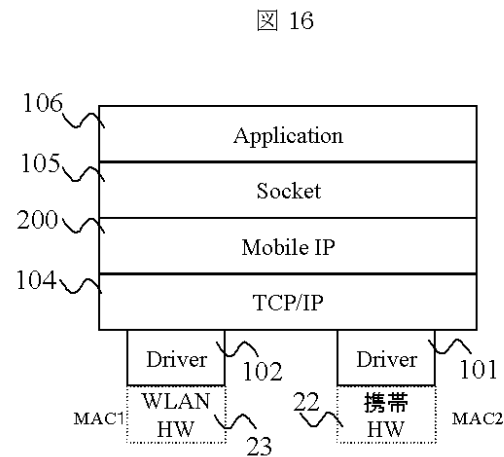 図 16
106
Application
105
Socket
200
Mobile IP
104
TCP/IP
Driver
102
Driver
101
MAC1
WLAN
HW
23
22
携帯
HW
MAC2